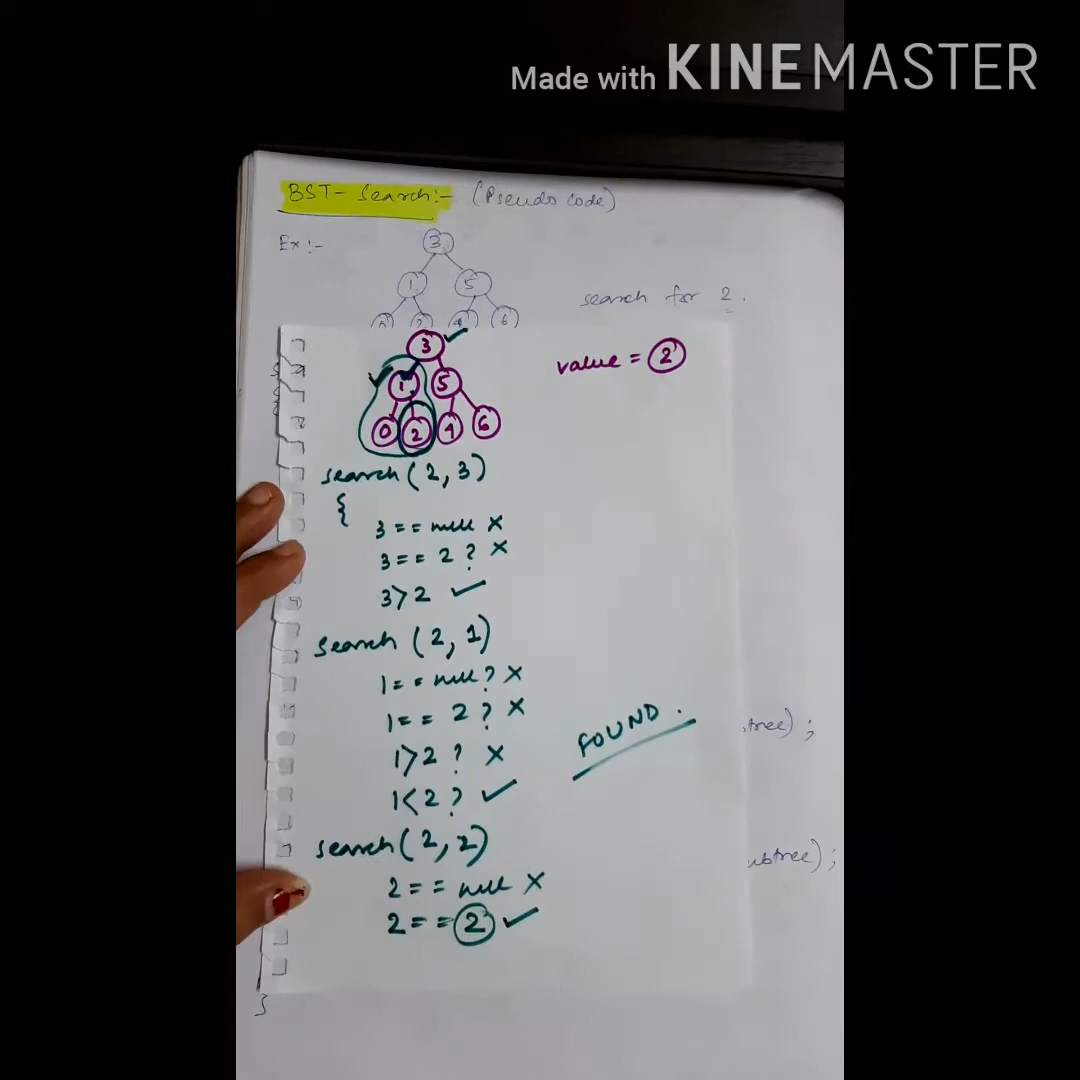 Made with KINEMASTER
BST- Search:- (Pseudo Code)
Ex:-
3
1 5
search for 2.
3
value = 2
1 5
0 2 4 6
search (2, 3)
{
3 == null X
3 == 2 ? X
3>2 ✓
search (2, 1)
1 == null ? X
1 == 2 ? X
FOUND.
tree) ;
1>2 ? X
1<2 ? ✓
search (2, 2)
ubtree) ;
2 == null X
2 == 2 ✓
}